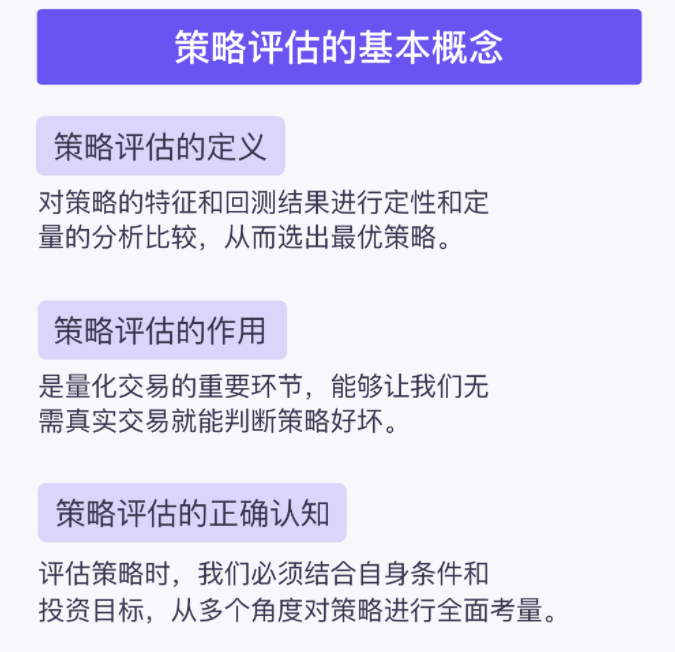 策略评估的基本概念
策略评估的定义
对策略的特征和回测结果进行定性和定
量的分析比较，从而选出最优策略。
策略评估的作用
是量化交易的重要环节，能够让我们无
需真实交易就能判断策略好坏。
策略评估的正确认知
评估策略时，我们必须结合自身条件和
投资目标，从多个角度对策略进行全面考量。